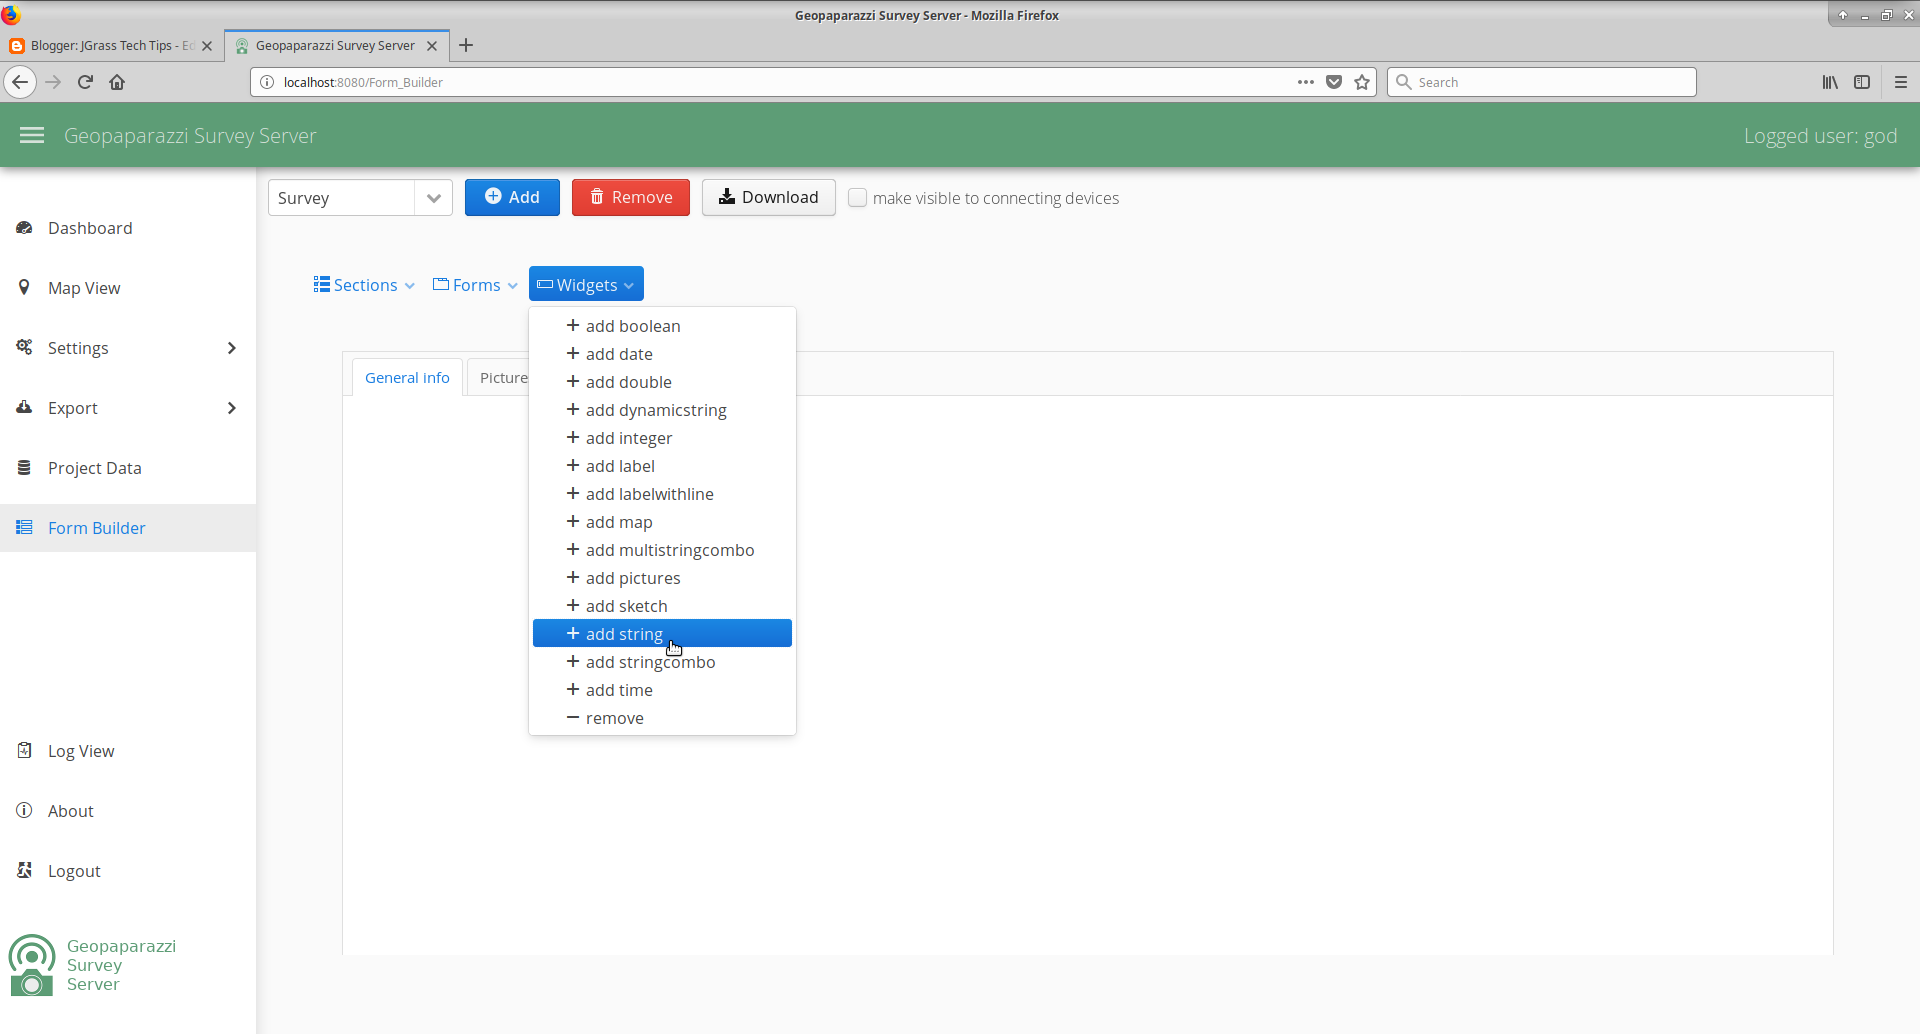 Geopaparazzi Survey Server - Mozilla Firefox
Blogger: JGrass Tech Tips - Ed
Geopaparazzi Survey Server
localhost:8080/Form_Builder
Search
Geopaparazzi Survey Server
Logged user: god
Survey
Add
Remove
Download
make visible to connecting devices
Dashboard
Map View
Settings
Export
Project Data
Form Builder
Log View
About
Logout
Geopaparazzi
Survey
Server
Sections
Forms
Widgets
add boolean
add date
add double
add dynamicstring
add integer
add label
add labelwithline
add map
add multistringcombo
add pictures
add sketch
add string
add stringcombo
add time
remove
General info
Picture